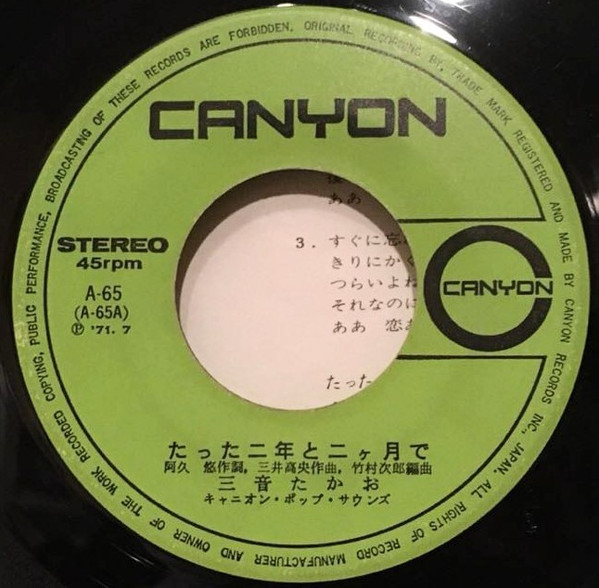 CANYON
STEREO
45rpm
A-65
(A-65A)
Ⓟ '71. 7
CANYON
ああ
3. すぐに忘
きりにかく
つらいよね
それなのに
ああ 恋
たった
たった二年と二ヶ月で
阿久 悠作詞, 三井高央作曲, 竹村次郎編曲
三音たかお
キャニオン・ポップ・サウンズ
ALL RIGHTS OF RECORD MANUFACTURER AND OWNER OF THE WORK RECORDED COPYING, PUBLIC PERFORMANCE, BROADCASTING OF THESE RECORDS ARE FORBIDDEN, ORIGINAL RECORDING BY, TRADE MARK REGISTERED AND MADE BY CANYON RECORDS INC., JAPAN,